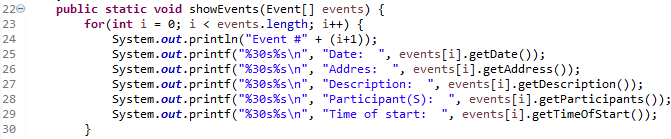 22 public static void showEvents(Event[] events) {
23 for(int i = 0; i < events.length; i++) {
24 System.out.println("Event #" + (i+1));
25 System.out.printf("%30s%s\n", "Date:  ", events[i].getDate());
26 System.out.printf("%30s%s\n", "Addres:  ", events[i].getAddress());
27 System.out.printf("%30s%s\n", "Description:  ", events[i].getDescription());
28 System.out.printf("%30s%s\n", "Participant(S):  ", events[i].getParticipants());
29 System.out.printf("%30s%s\n", "Time of start:  ", events[i].getTimeOfStart());
30 }